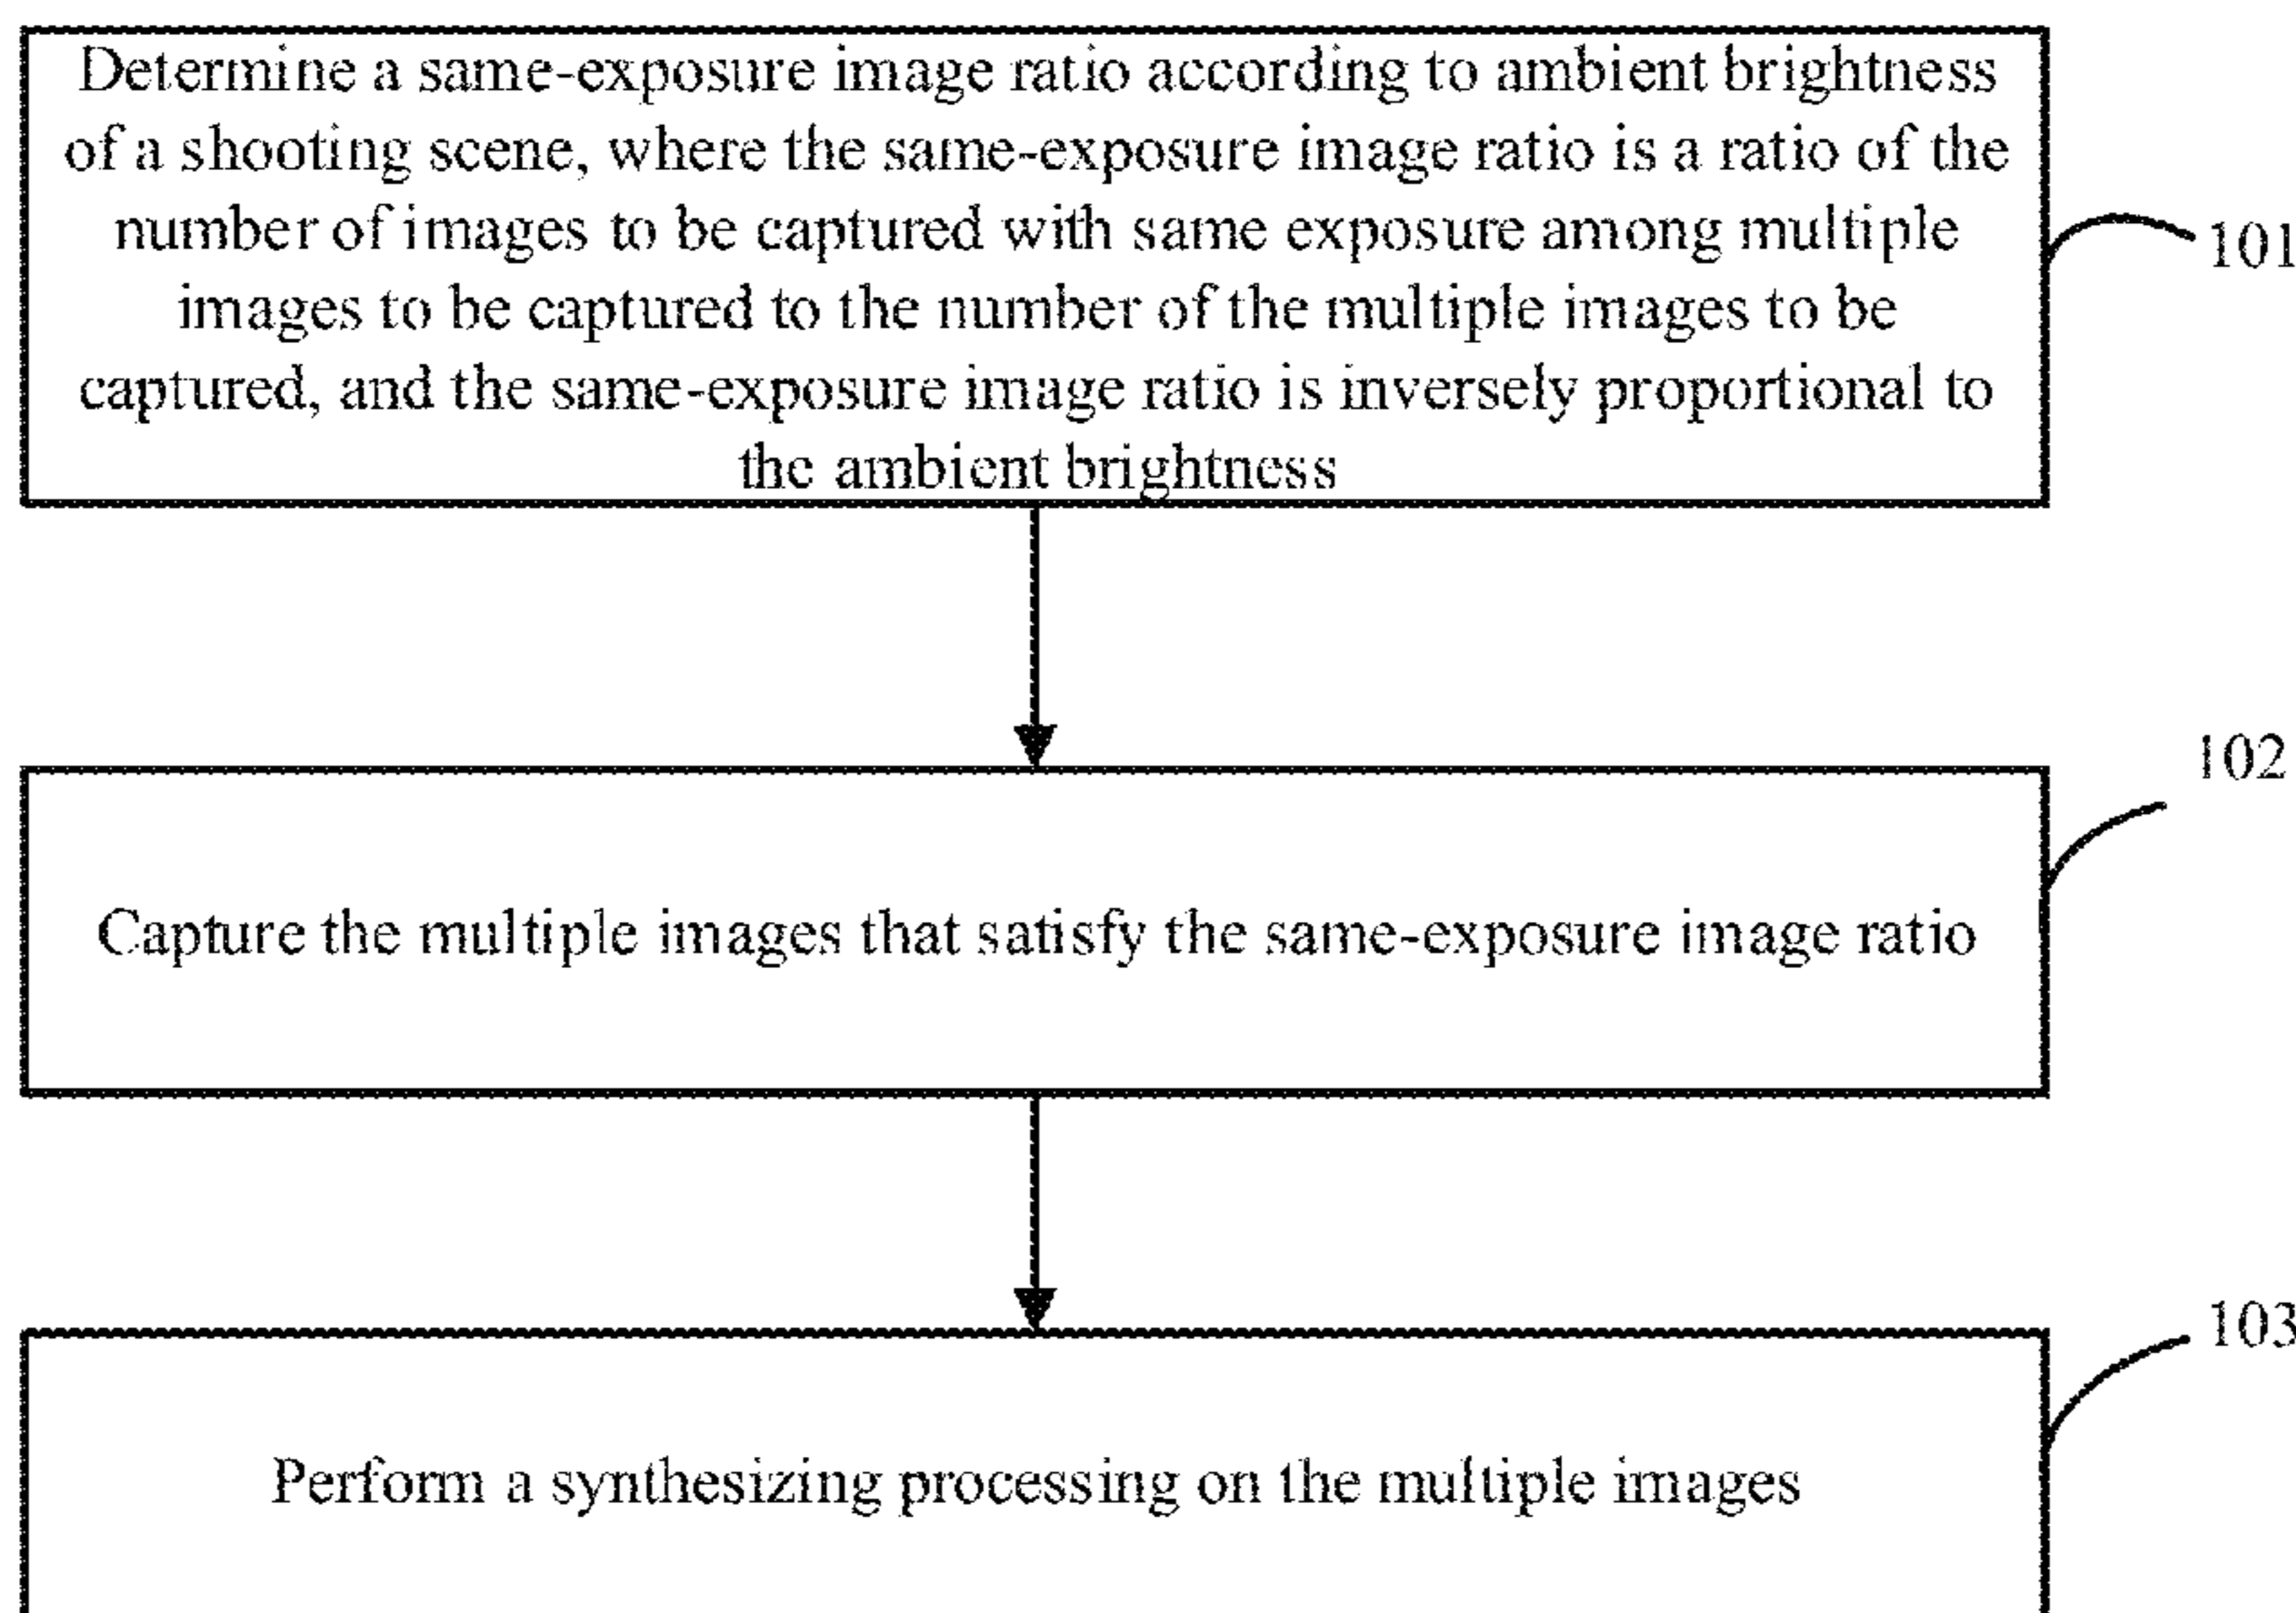 Determine a same-exposure image ratio according to ambient brightness
of a shooting scene, where the same-exposure image ratio is a ratio of the
number of images to be captured with same exposure among multiple
101
images to be captured to the number of the multiple images to be
captured, and the same-exposure image ratio is inversely proportional to
the ambient brightness
102
Capture the multiple images that satisfy the same-exposure image ratio
103
Perform a synthesizing processing on the multiple images